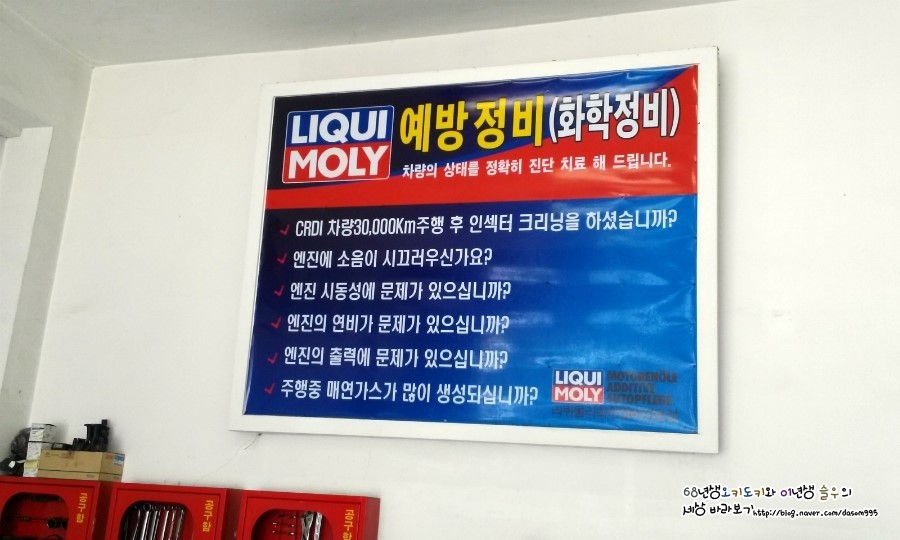 LIQUI
MOLY
예방정비(화학정비)
차량의 상태를 정확히 진단 치료 해 드립니다.
CRDI 차량30,000Km주행 후 인섹터 크리닝을 하셨습니까?
엔진에 소음이 시끄러우신가요?
엔진 시동성에 문제가 있으십니까?
엔진의 연비가 문제가 있으십니까?
엔진의 출력에 문제가 있으십니까?
주행중 매연가스가 많이 생성되십니까?
LIQUI
MOLY
MOTORENÖLE
ADDITIVE
AUTOPFLEGE
공구함
공구함
공구함
68년생오키도키와 이년생 슬우의
세상 바라보기http://blog.naver.com/dasom995